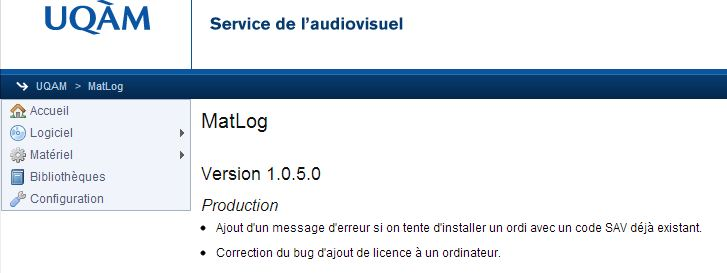 UQÀM
Service de l'audiovisuel
UQAM > MatLog
Accueil
Logiciel
Matériel
Bibliothèques
Configuration
MatLog
Version 1.0.5.0
Production
Ajout d'un message d'erreur si on tente d'installer un ordi avec un code SAV déjà existant.
Correction du bug d'ajout de licence à un ordinateur.